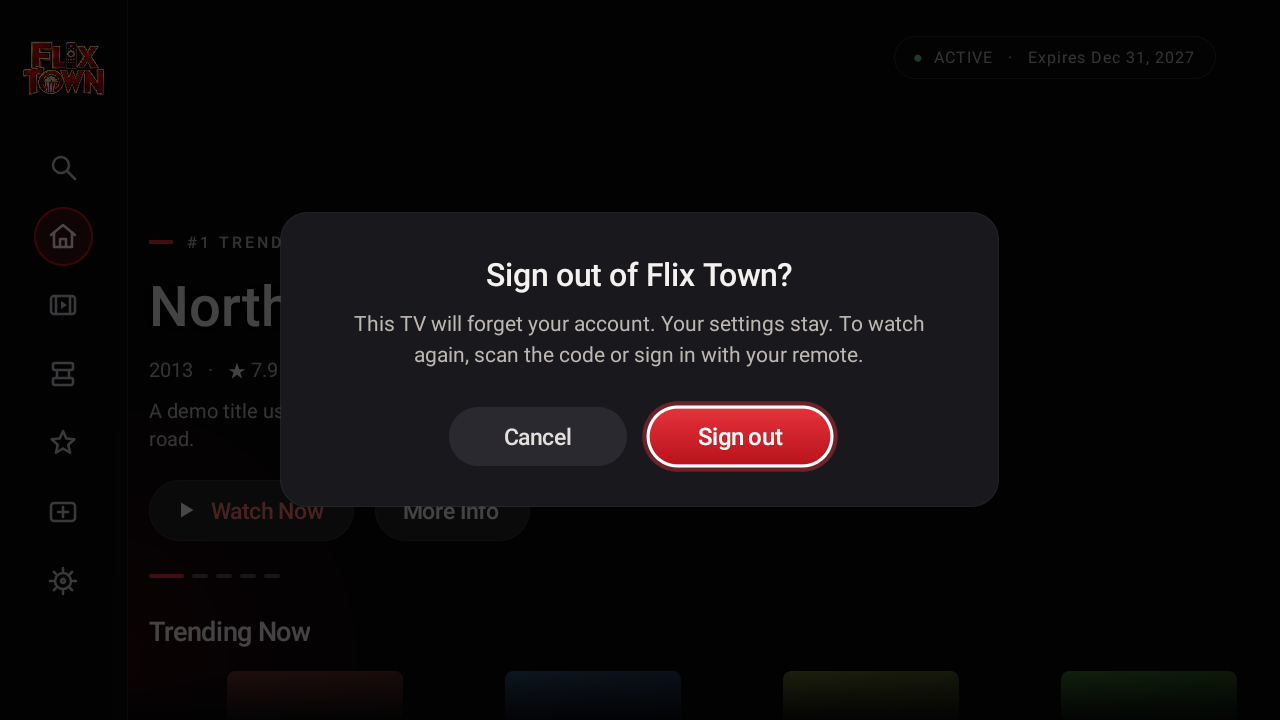 FLiX
TOWN
ACTIVE · Expires Dec 31, 2027
#1 TREND
Sign out of Flix Town?
North
This TV will forget your account. Your settings stay. To watch
again, scan the code or sign in with your remote.
2013 · ★ 7.9
A demo title us
road.
Cancel
Sign out
Watch Now
More Info
Trending Now